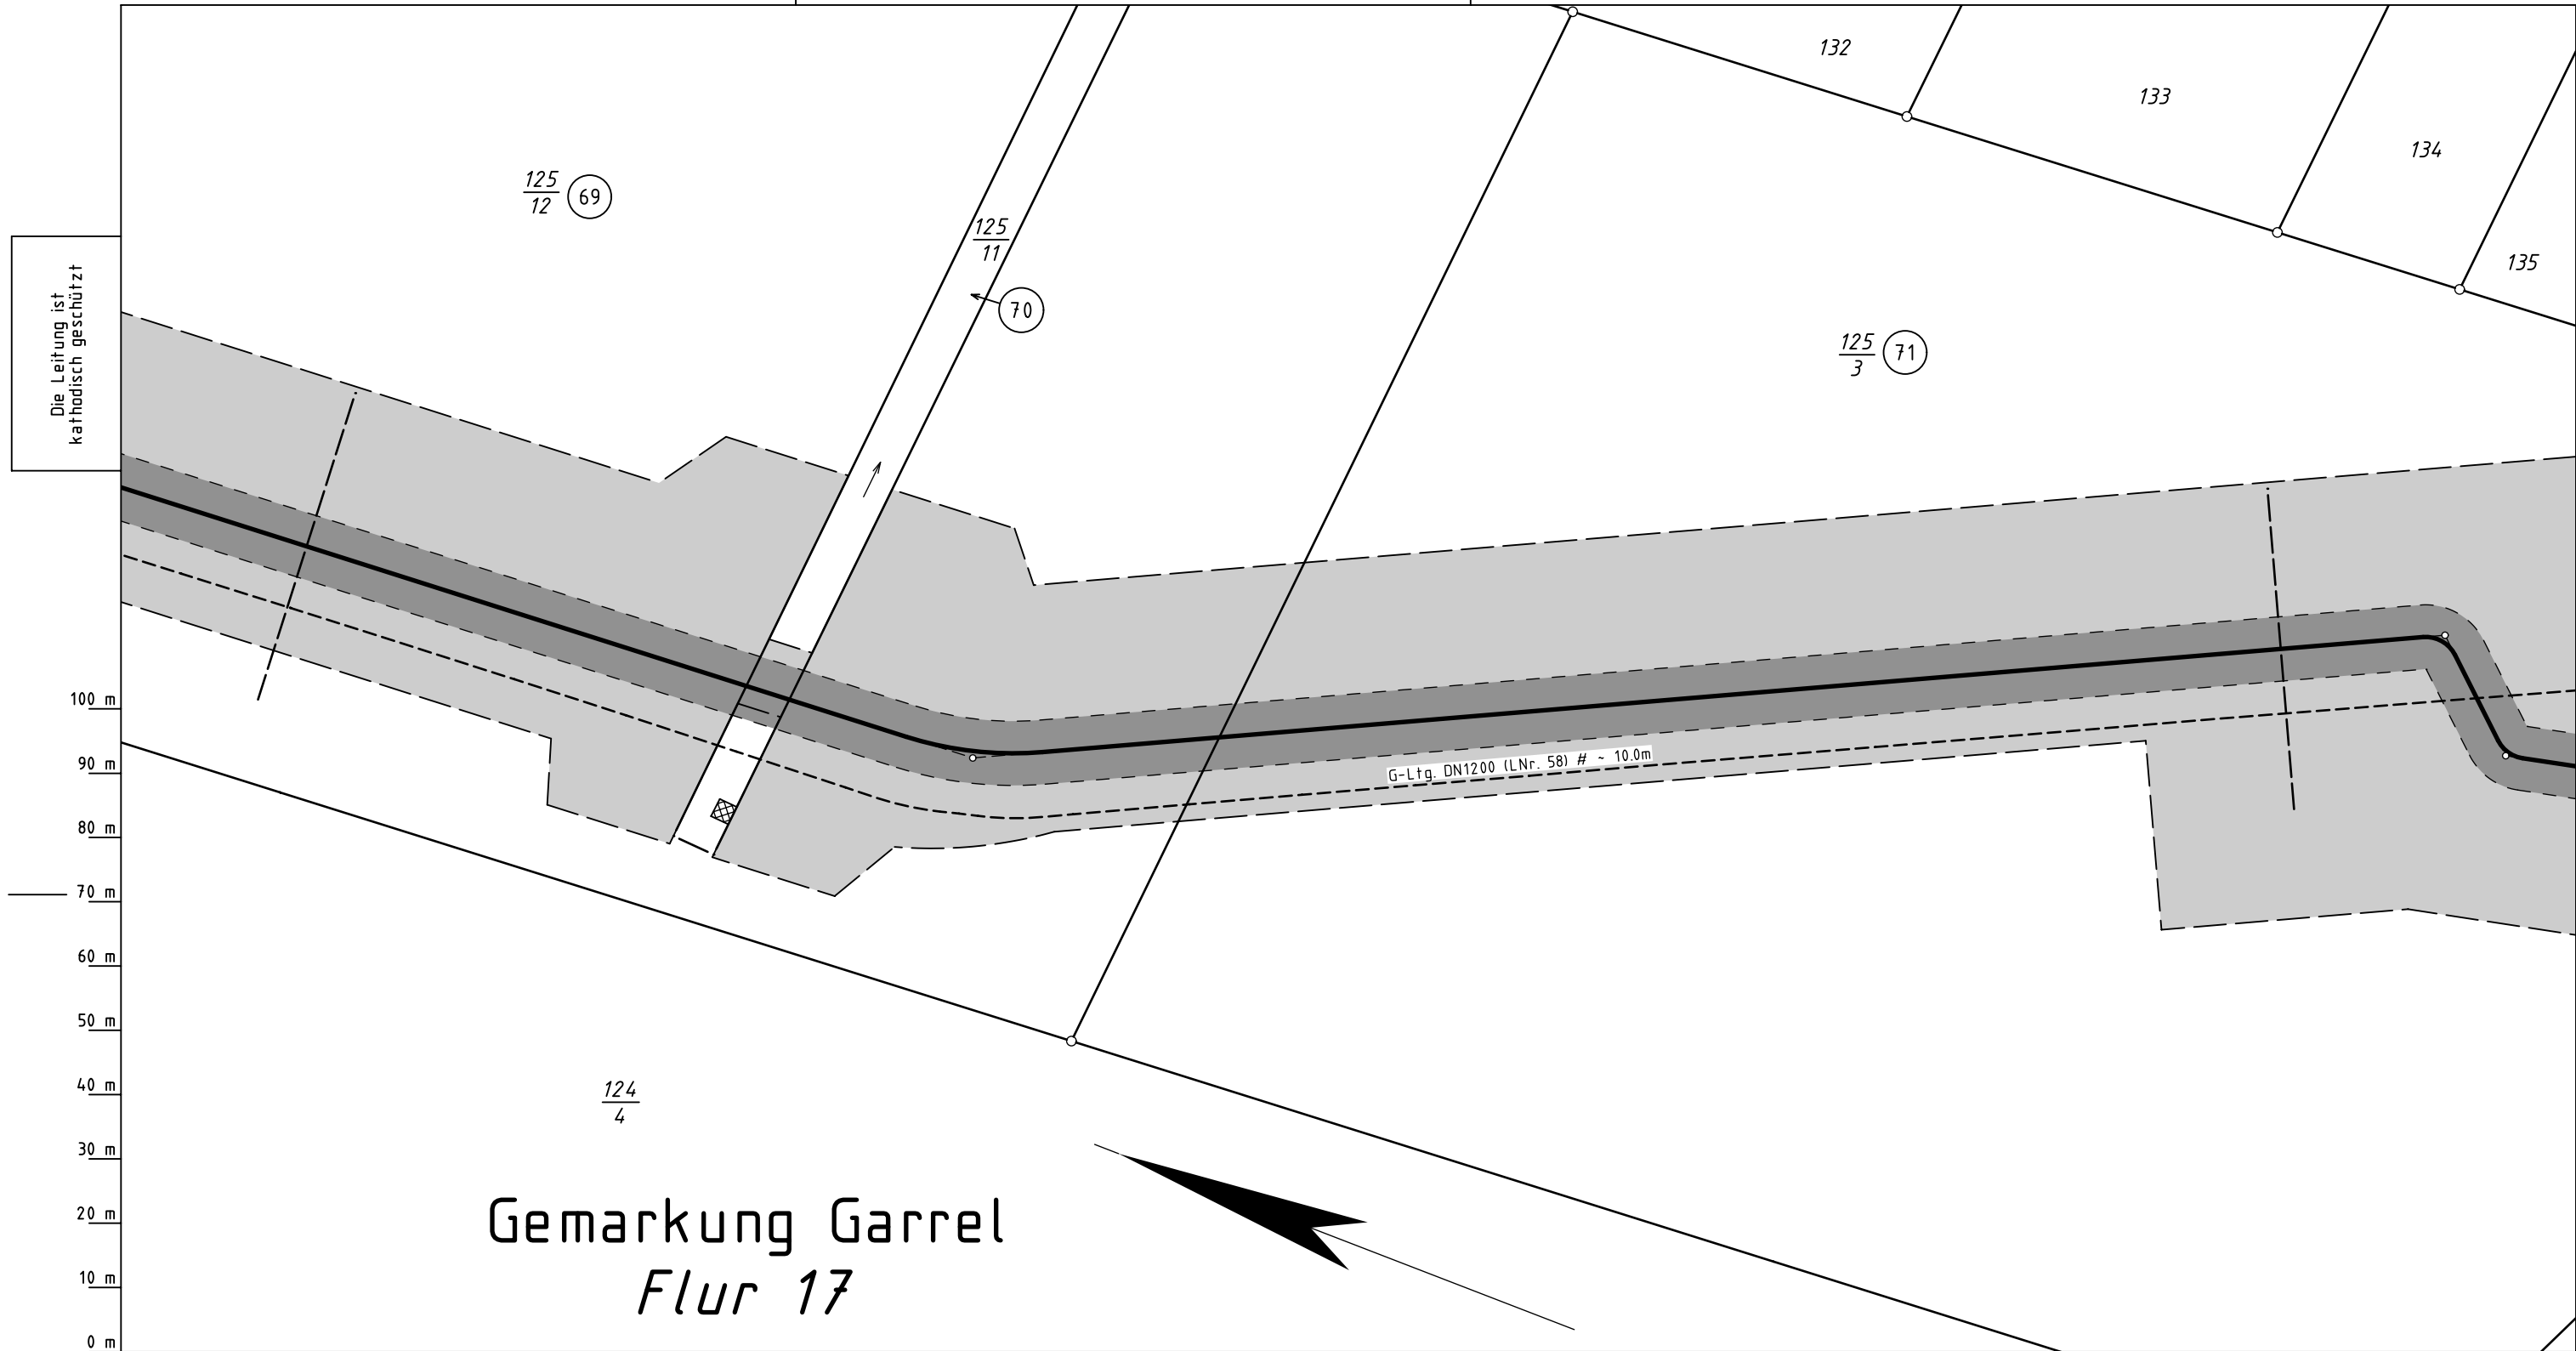 132
133
134
135
125
12
69
125
11
70
125
3
71
Die Leitung ist
kathodisch geschützt
G-Ltg. DN1200 (LNr. 58) # ~ 10.0m
100 m
90 m
80 m
70 m
60 m
50 m
40 m
30 m
20 m
10 m
0 m
124
4
Gemarkung Garrel
Flur 17